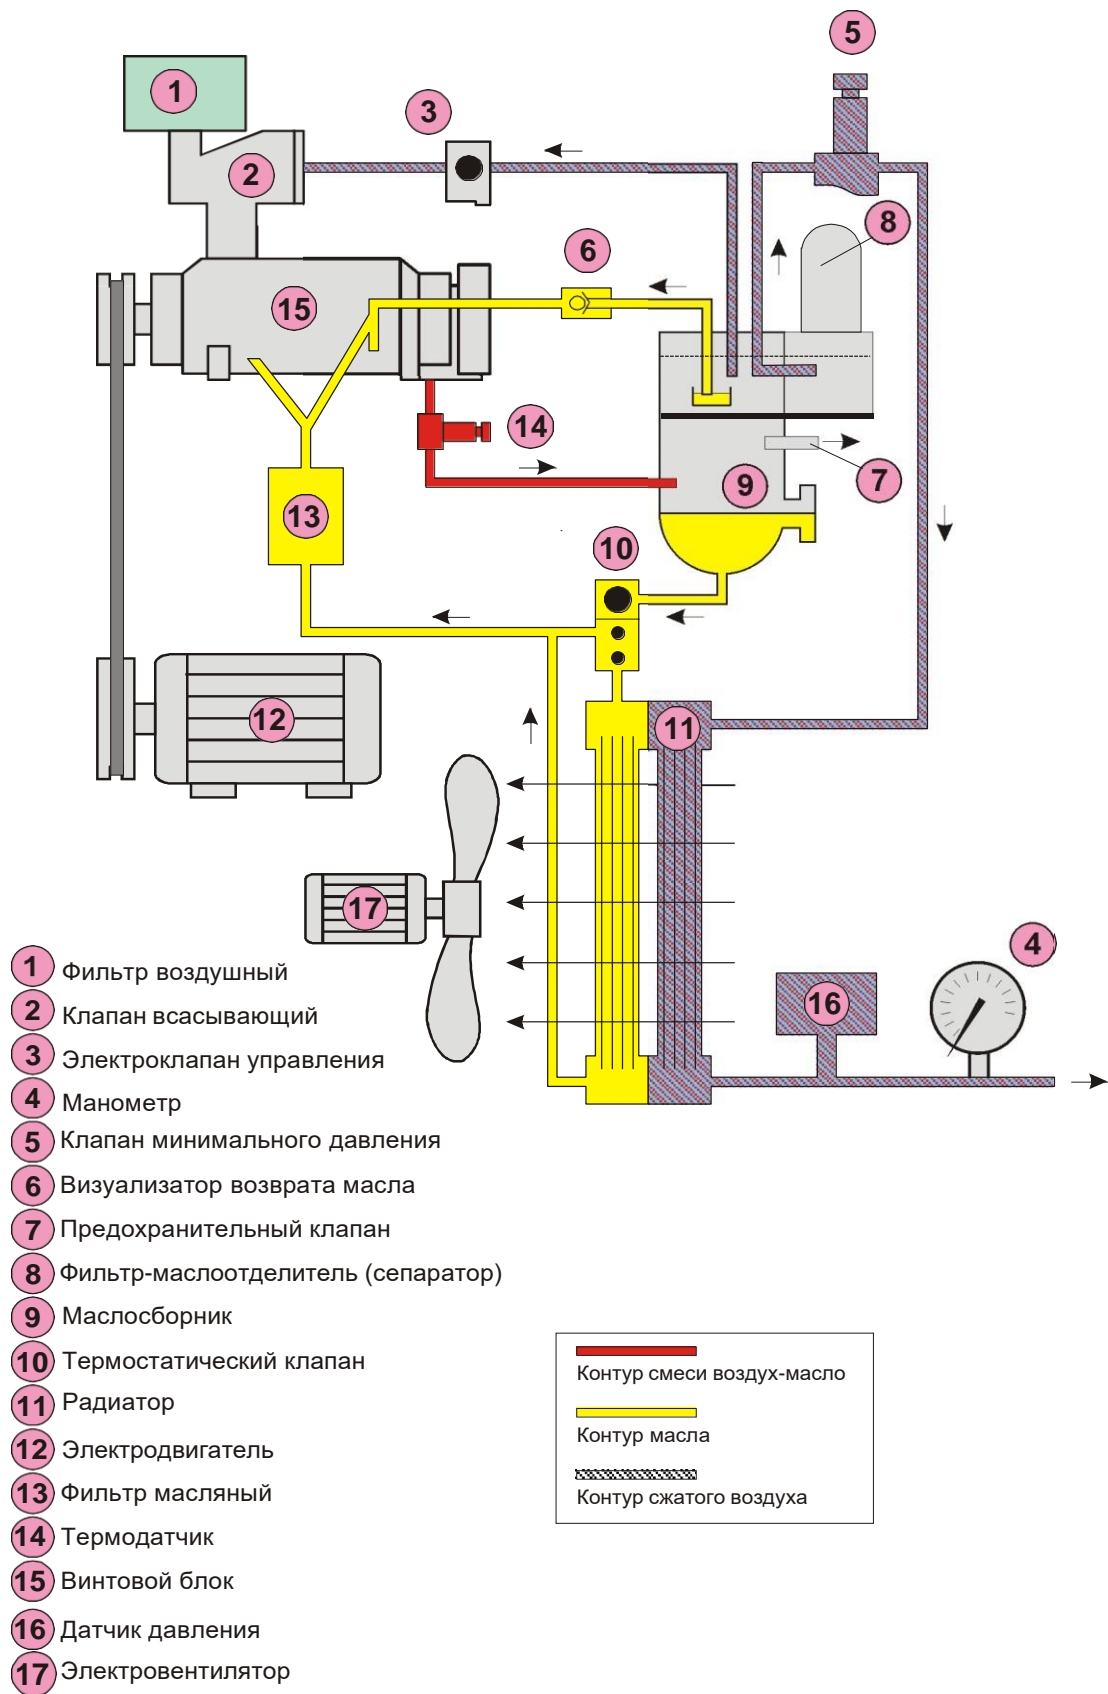 5
1
3
2
8
6
15
14
9
7
13
10
12
11
17
4
16
1 Фильтр воздушный
2 Клапан всасывающий
3 Электроклапан управления
4 Манометр
5 Клапан минимального давления
6 Визуализатор возврата масла
7 Предохранительный клапан
8 Фильтр-маслоотделитель (сепаратор)
9 Маслосборник
10 Термостатический клапан
11 Радиатор
12 Электродвигатель
13 Фильтр масляный
14 Термодатчик
15 Винтовой блок
16 Датчик давления
17 Электровентилятор
Контур смеси воздух-масло
Контур масла
Контур сжатого воздуха